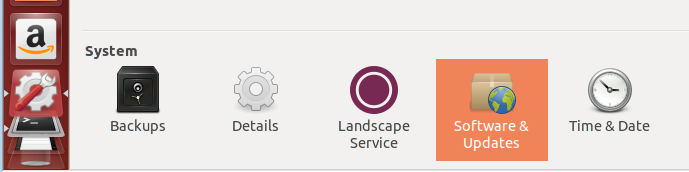 System
a
Backups
Details
Landscape
Service
Software &
Updates
Time & Date